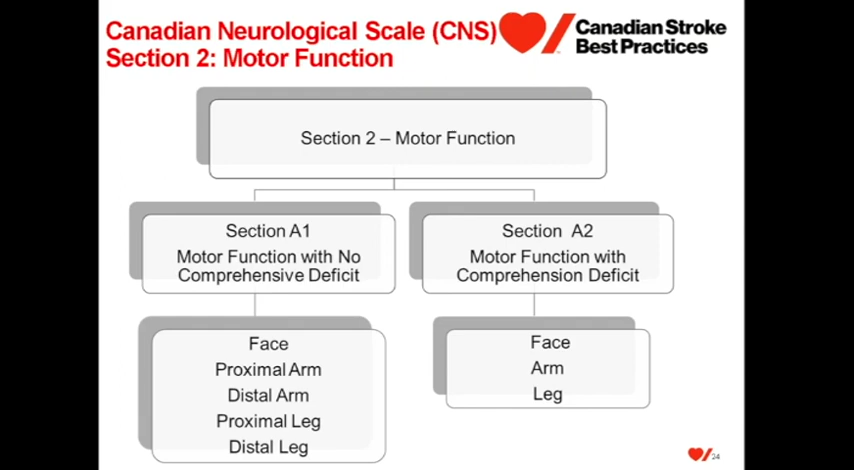 Canadian Neurological Scale (CNS)
Section 2: Motor Function
Canadian Stroke
Best Practices
Section 2 – Motor Function
Section A1
Motor Function with No
Comprehensive Deficit
Section A2
Motor Function with
Comprehension Deficit
Face
Proximal Arm
Distal Arm
Proximal Leg
Distal Leg
Face
Arm
Leg
24